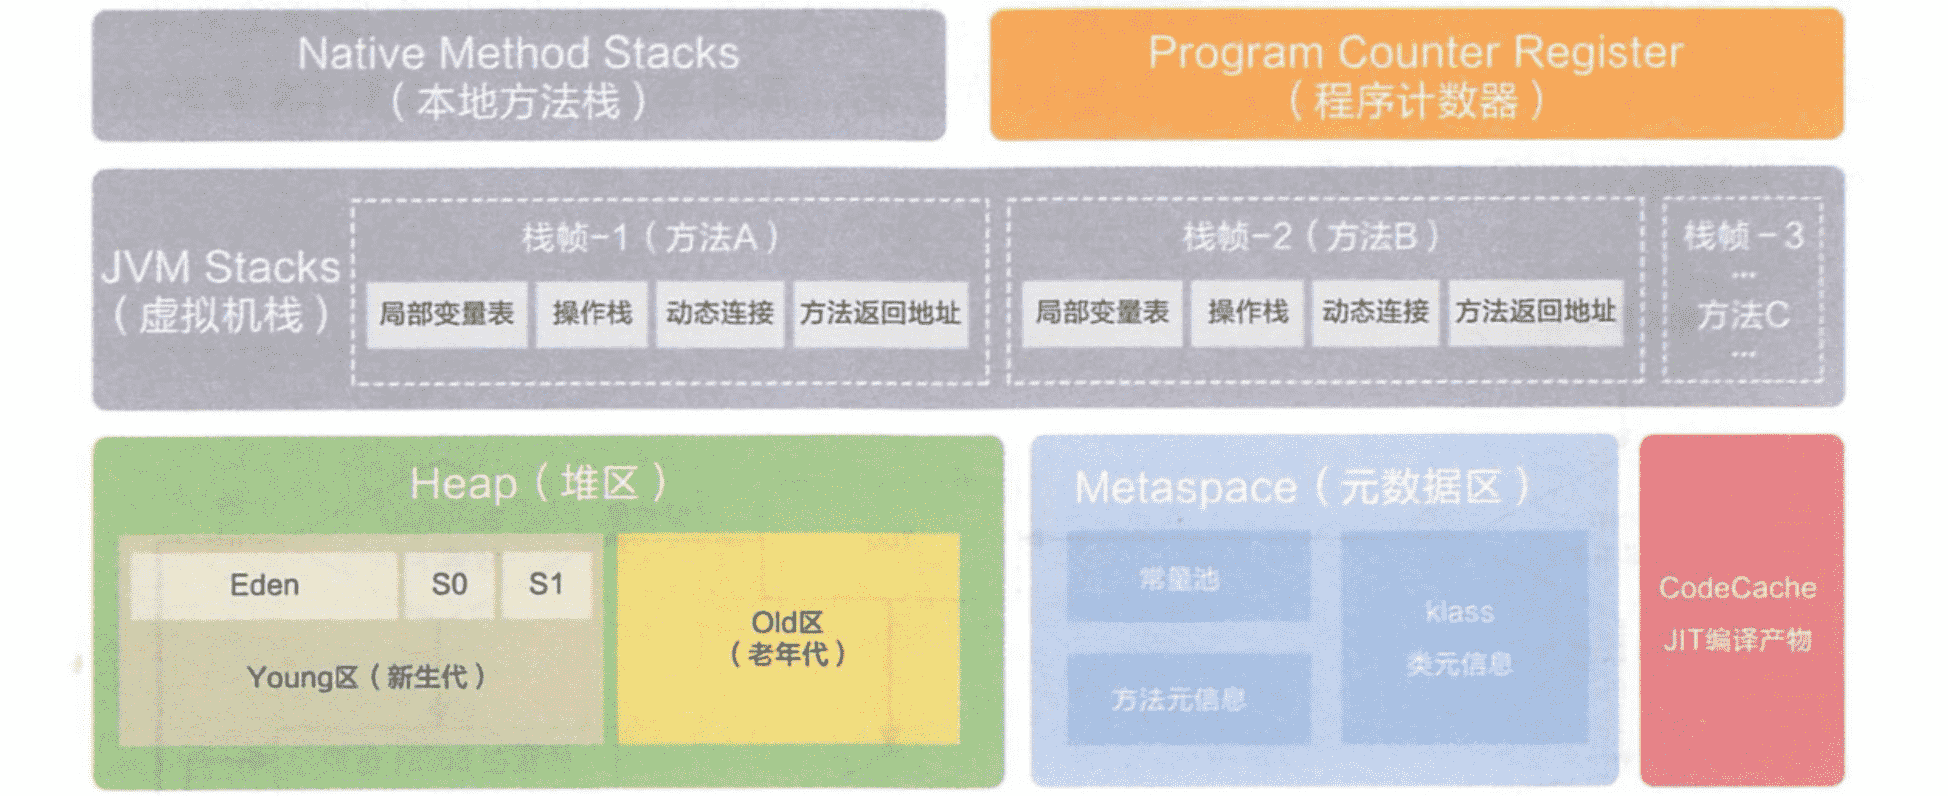 Native Method Stacks
（本地方法栈）
Program Counter Register
（程序计数器）
JVM Stacks
（虚拟机栈）
栈帧-1（方法A）
局部变量表
操作栈
动态连接
方法返回地址
栈帧-2（方法B）
局部变量表
操作栈
动态连接
方法返回地址
栈帧-3
...
方法C
...
Heap（堆区）
Eden
S0
S1
Young区（新生代）
Old区
（老年代）
Metaspace（元数据区）
常量池
方法元信息
klass
类元信息
CodeCache
JIT编译产物